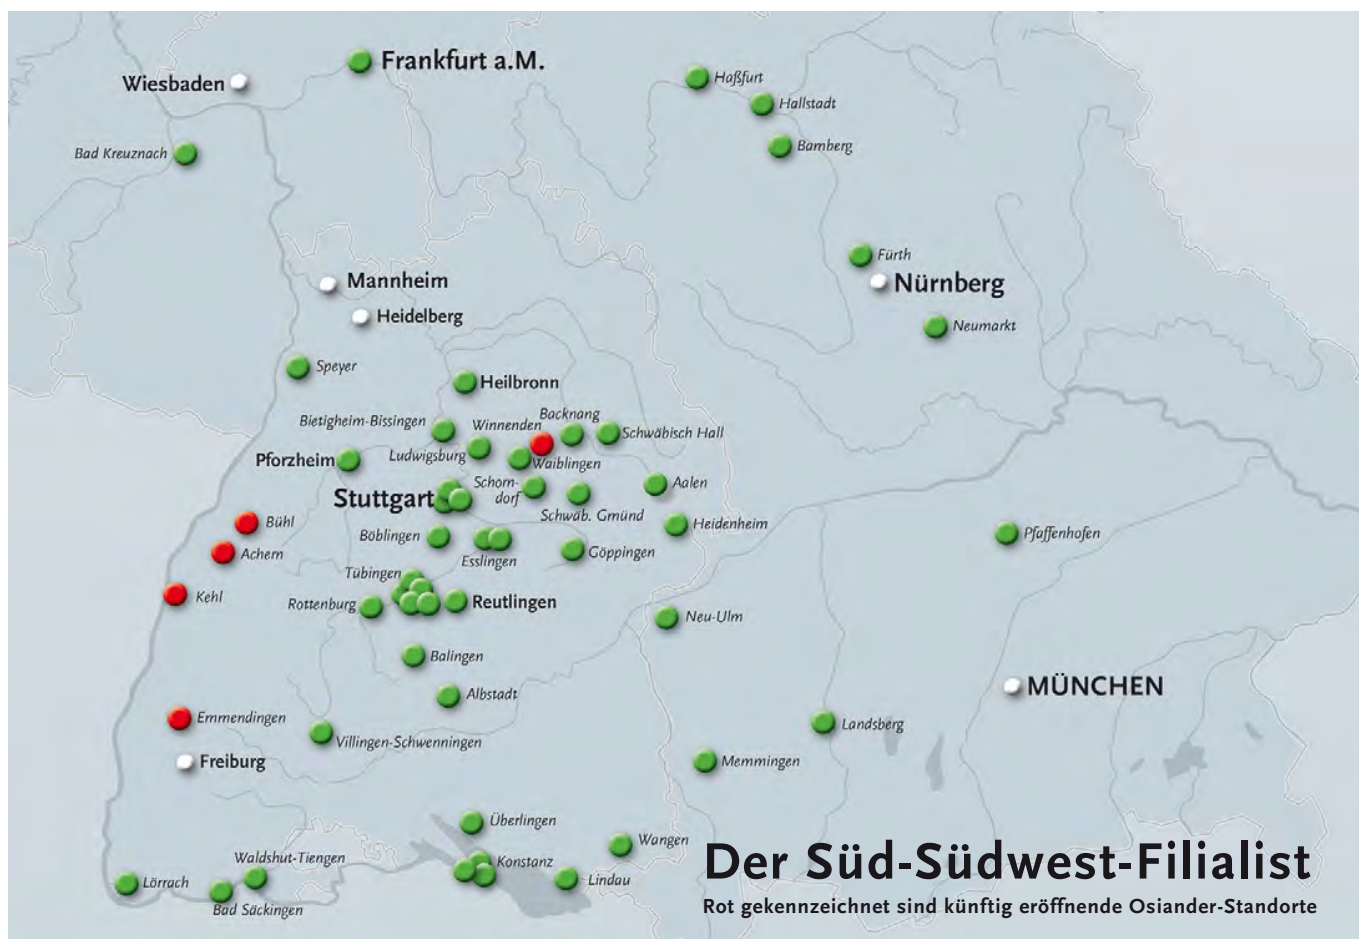 Frankfurt a.M.
Wiesbaden
Haßfurt
Hallstadt
Bad Kreuznach
Bamberg
Fürth
Mannheim
Nürnberg
Heidelberg
Neumarkt
Speyer
Heilbronn
Backnang
Bietigheim-Bissingen
Winnenden
Schwäbisch Hall
Ludwigsburg
Waiblingen
Pforzheim
Schorn-
dorf
Aalen
Stuttgart
Schwäb. Gmünd
Bühl
Heidenheim
Böblingen
Pfaffenhofen
Achern
Göppingen
Esslingen
Tübingen
Kehl
Rottenburg
Reutlingen
Neu-Ulm
Balingen
MÜNCHEN
Albstadt
Emmendingen
Landsberg
Villingen-Schwenningen
Freiburg
Memmingen
Überlingen
Wangen
Waldshut-Tiengen
Konstanz
Lörrach
Lindau
Bad Säckingen
Der Süd-Südwest-Filialist
Rot gekennzeichnet sind künftig eröffnende Osiander-Standorte